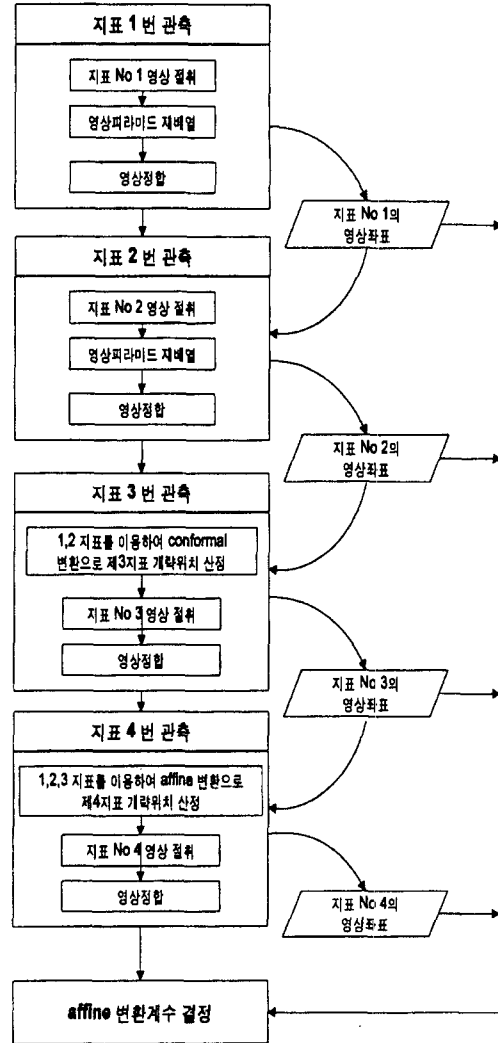 지표 1 번 관측
지표 No 1 영상 절취
영상피라미드 재배열
영상정합
지표 No 1의
영상좌표
지표 2 번 관측
지표 No 2 영상 절취
영상피라미드 재배열
영상정합
지표 No 2의
영상좌표
지표 3 번 관측
1,2 지표를 이용하여 conformal
변환으로 제3지표 개략위치 산정
지표 No 3 영상 절취
영상정합
지표 No 3의
영상좌표
지표 4 번 관측
1,2,3 지표를 이용하여 affine 변환으로
제4지표 개략위치 산정
지표 No 4 영상 절취
영상정합
지표 No 4의
영상좌표
affine 변환계수 결정